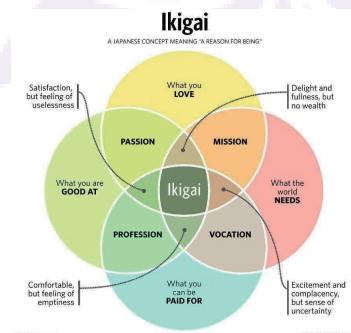 Ikigai
A JAPANESE CONCEPT MEANING "A REASON FOR BEING"
Satisfaction,
but feeling of
uselessness
What you
LOVE
Delight and
fullness, but
no wealth
PASSION
MISSION
What you are
GOOD AT
Ikigai
What the
world
NEEDS
PROFESSION
VOCATION
Comfortable,
but feeling of
emptiness
What you
can be
PAID FOR
Excitement and
complacency,
but sense of
uncertainty